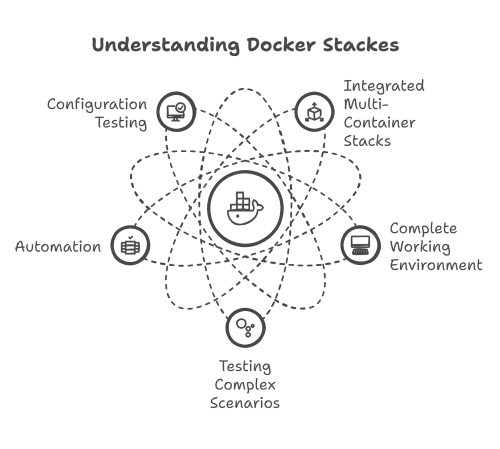 Understanding Docker Stackes
Configuration
Testing
Integrated
Multi-
Container
Stacks
Automation
Complete
Working
Environment
Testing
Complex
Scenarios